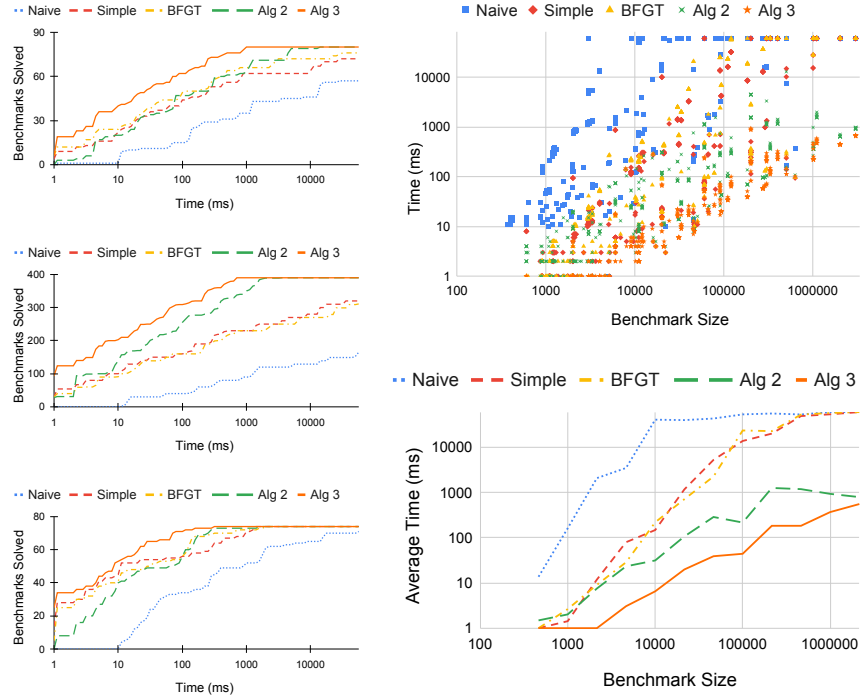 Naive Simple BFGT Alg 2 Alg 3
Benchmarks Solved
90
60
30
0
1 10 100 1000 10000
Time (ms)
Naive Simple BFGT Alg 2 Alg 3
Benchmarks Solved
400
300
200
100
0
1 10 100 1000 10000
Time (ms)
Naive Simple BFGT Alg 2 Alg 3
Benchmarks Solved
80
60
40
20
0
1 10 100 1000 10000
Time (ms)
Naive Simple BFGT Alg 2 Alg 3
Time (ms)
10000
1000
100
10
1
100 1000 10000 100000 1000000
Benchmark Size
Naive Simple BFGT Alg 2 Alg 3
Average Time (ms)
10000
1000
100
10
1
100 1000 10000 100000 1000000
Benchmark Size